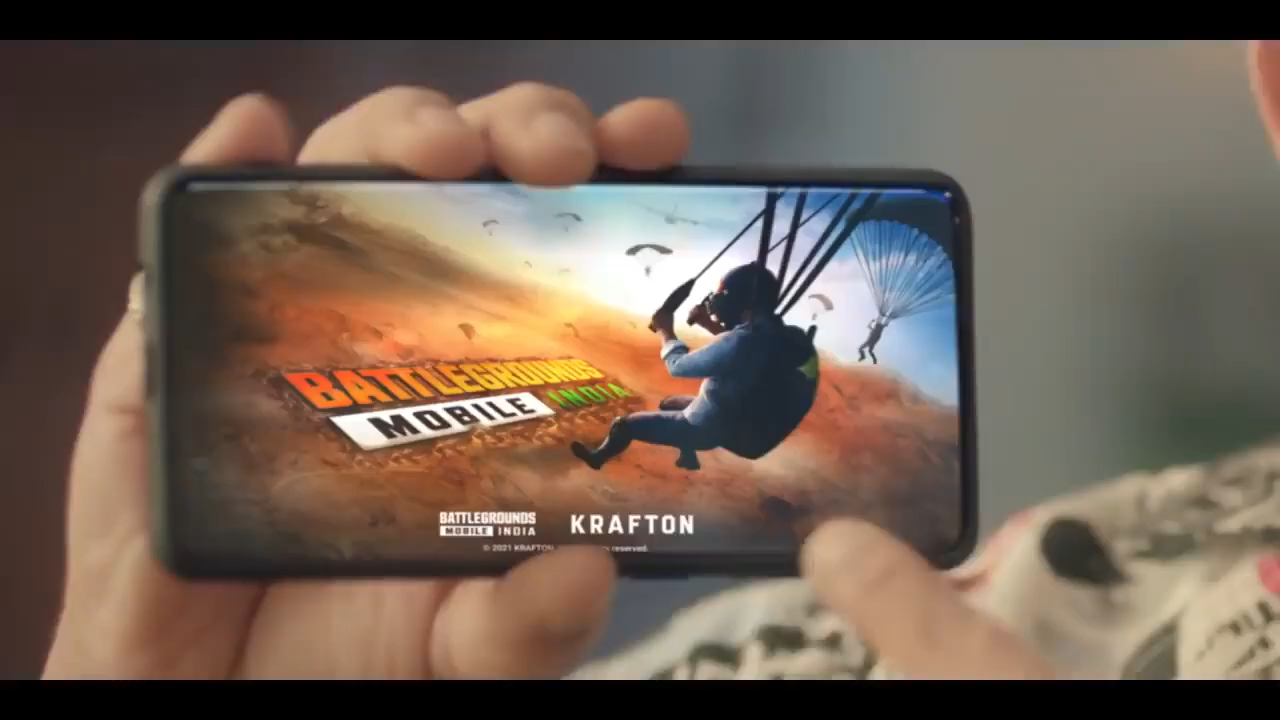 BATTLEGROUNDS
MOBILE INDIA
BATTLEGROUNDS
MOBILE INDIA
KRAFTON
© 2021 KRAFTON reserved.